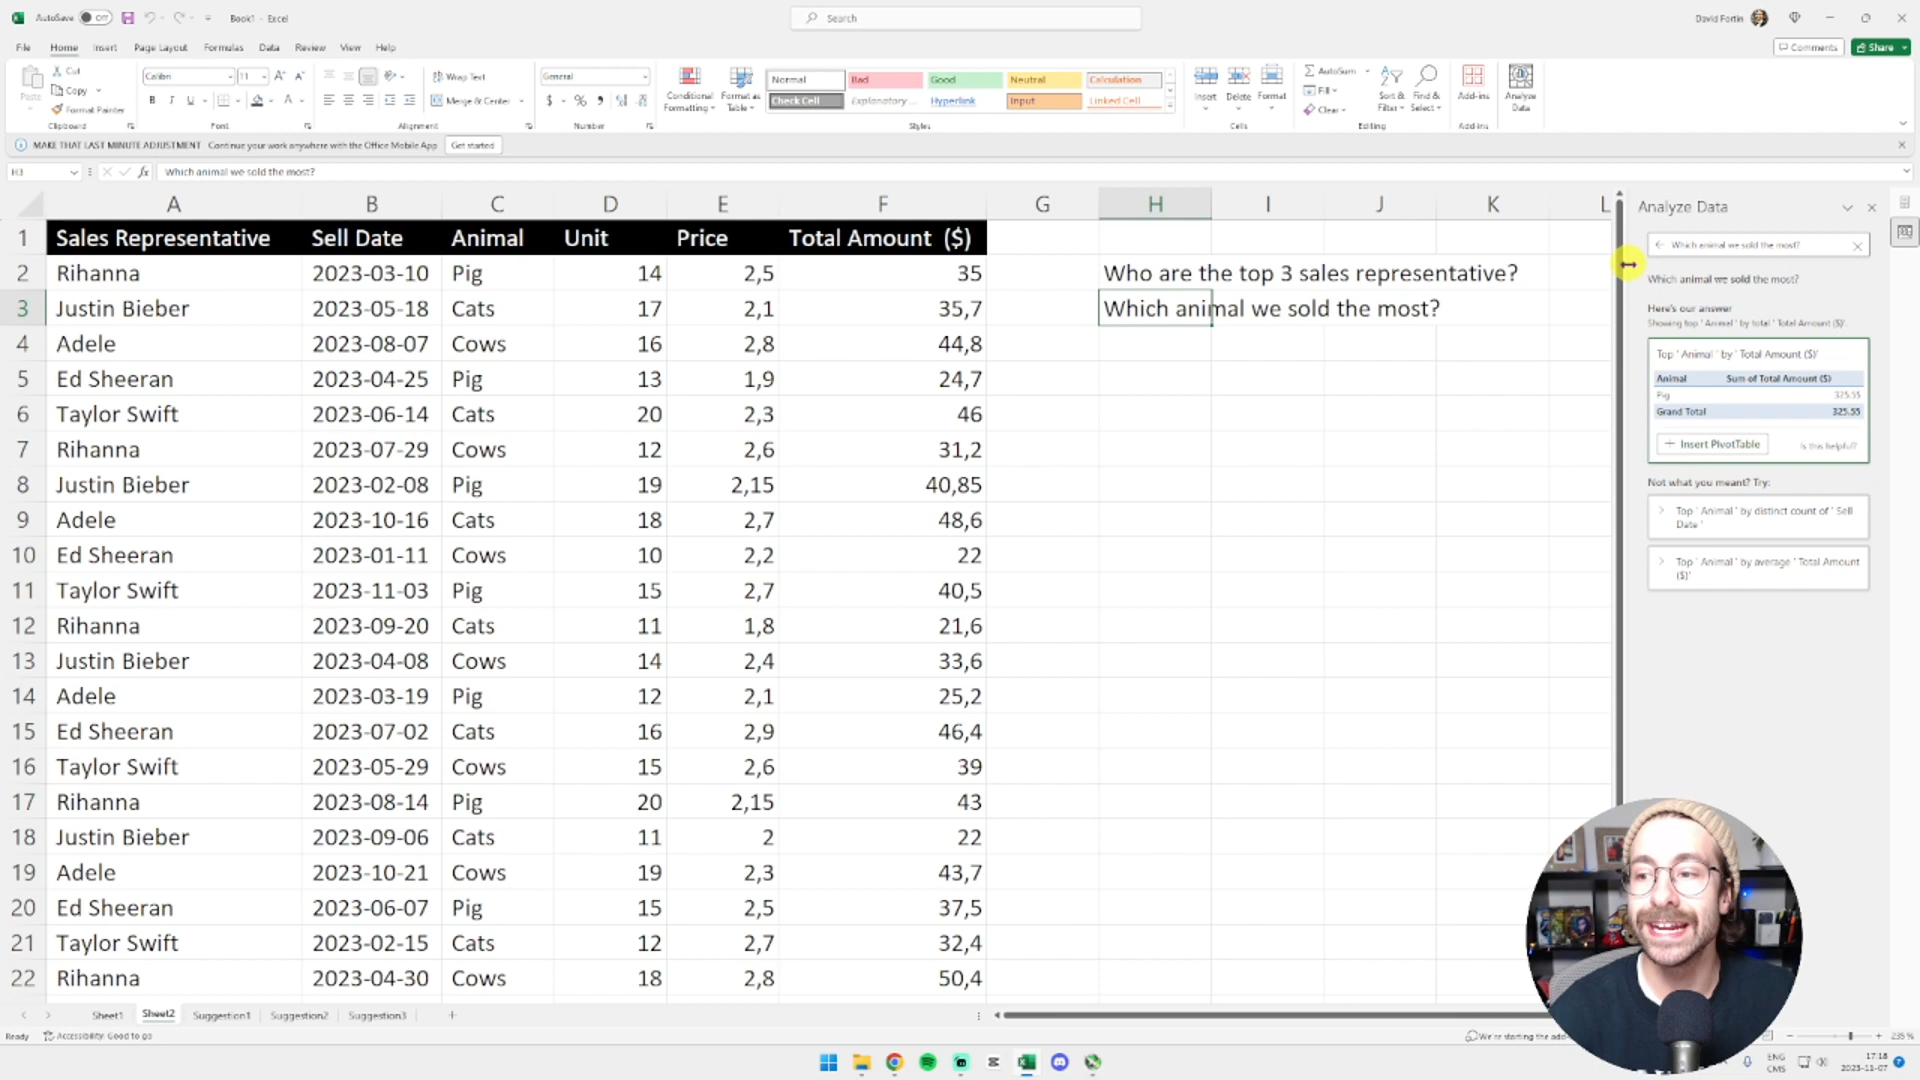 AutoSave Off Book1 - Excel Search David Fortin
File Home Insert Page Layout Formulas Data Review View Help Comments Share
Paste Cut Copy Format Painter Clipboard
Calibri 11 B I U Font
Wrap Text Merge & Center Alignment
General $ % Number
Conditional Formatting Format as Table
Normal Bad Good Neutral Calculation
Check Cell Explanatory ... Hyperlink Input Linked Cell
Styles
Insert Delete Format Cells
AutoSum Fill Clear Sort & Filter Find & Select Editing
Add-ins Add-ins Analyze Data
MAKE THAT LAST MINUTE ADJUSTMENT Continue your work anywhere with the Office Mobile App Get started
H3 fx Which animal we sold the most?
A B C D E F G H I J K L
1 Sales Representative Sell Date Animal Unit Price Total Amount ($)
2 Rihanna 2023-03-10 Pig 14 2,5 35 Who are the top 3 sales representative?
3 Justin Bieber 2023-05-18 Cats 17 2,1 35,7 Which animal we sold the most?
4 Adele 2023-08-07 Cows 16 2,8 44,8
5 Ed Sheeran 2023-04-25 Pig 13 1,9 24,7
6 Taylor Swift 2023-06-14 Cats 20 2,3 46
7 Rihanna 2023-07-29 Cows 12 2,6 31,2
8 Justin Bieber 2023-02-08 Pig 19 2,15 40,85
9 Adele 2023-10-16 Cats 18 2,7 48,6
10 Ed Sheeran 2023-01-11 Cows 10 2,2 22
11 Taylor Swift 2023-11-03 Pig 15 2,7 40,5
12 Rihanna 2023-09-20 Cats 11 1,8 21,6
13 Justin Bieber 2023-04-08 Cows 14 2,4 33,6
14 Adele 2023-03-19 Pig 12 2,1 25,2
15 Ed Sheeran 2023-07-02 Cats 16 2,9 46,4
16 Taylor Swift 2023-05-29 Cows 15 2,6 39
17 Rihanna 2023-08-14 Pig 20 2,15 43
18 Justin Bieber 2023-09-06 Cats 11 2 22
19 Adele 2023-10-21 Cows 19 2,3 43,7
20 Ed Sheeran 2023-06-07 Pig 15 2,5 37,5
21 Taylor Swift 2023-02-15 Cats 12 2,7 32,4
22 Rihanna 2023-04-30 Cows 18 2,8 50,4
Analyze Data
Which animal we sold the most?
Which animal we sold the most?
Here's our answer
Showing top ' Animal ' by total ' Total Amount ($)'.
Top ' Animal ' by ' Total Amount ($)'
Animal Sum of Total Amount ($)
Pig 325.55
Grand Total 325.55
+ Insert PivotTable Is this helpful?
Not what you meant? Try:
Top ' Animal ' by distinct count of ' Sell
Date '
Top ' Animal ' by average ' Total Amount
($)'
Sheet1 Sheet2 Suggestion1 Suggestion2 Suggestion3 +
Ready Accessibility: Good to go We're starting the add- 235 %
ENG
CMS
17:18
2023-11-07